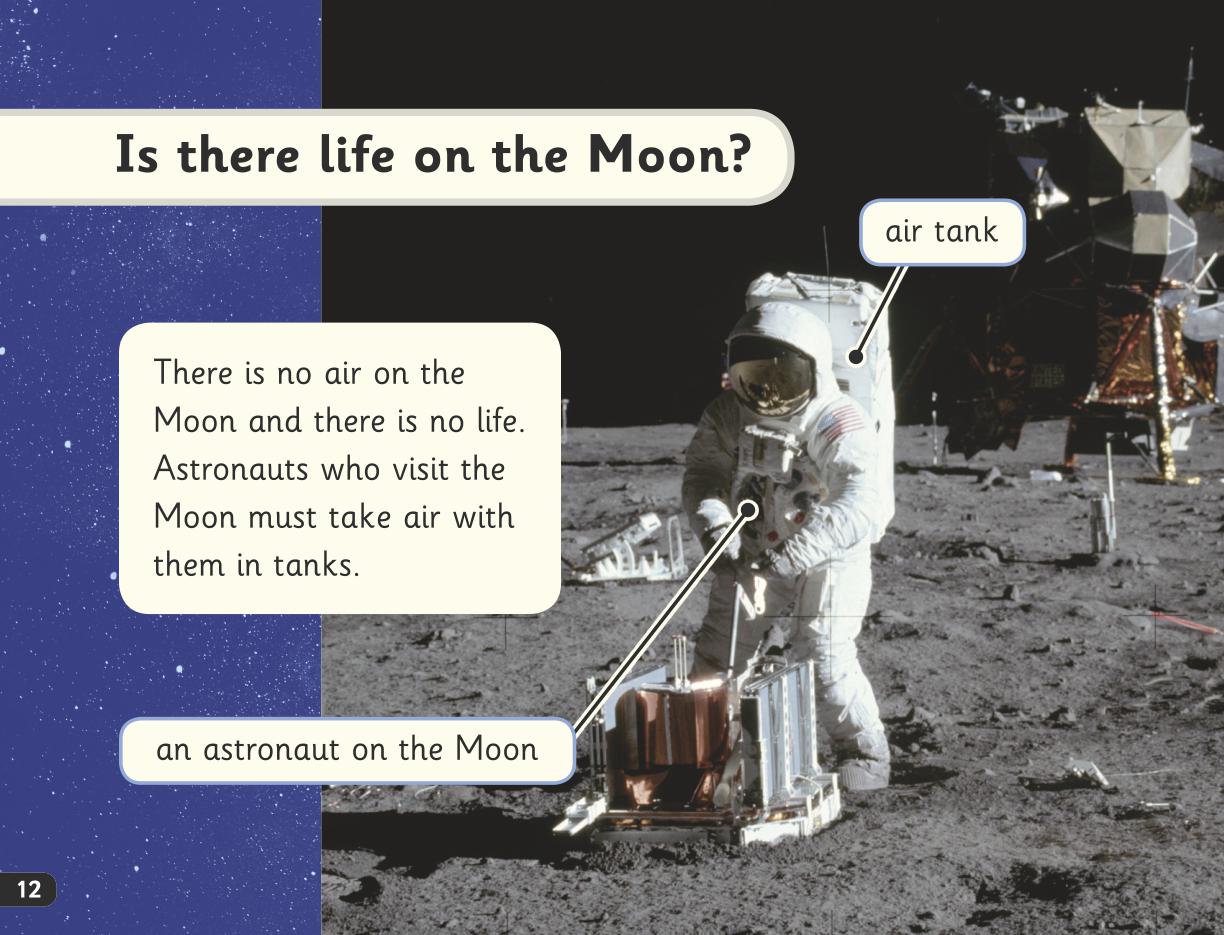 Is there life on the Moon?
air tank
There is no air on the
Moon and there is no life.
Astronauts who visit the
Moon must take air with
them in tanks.
an astronaut on the Moon
12